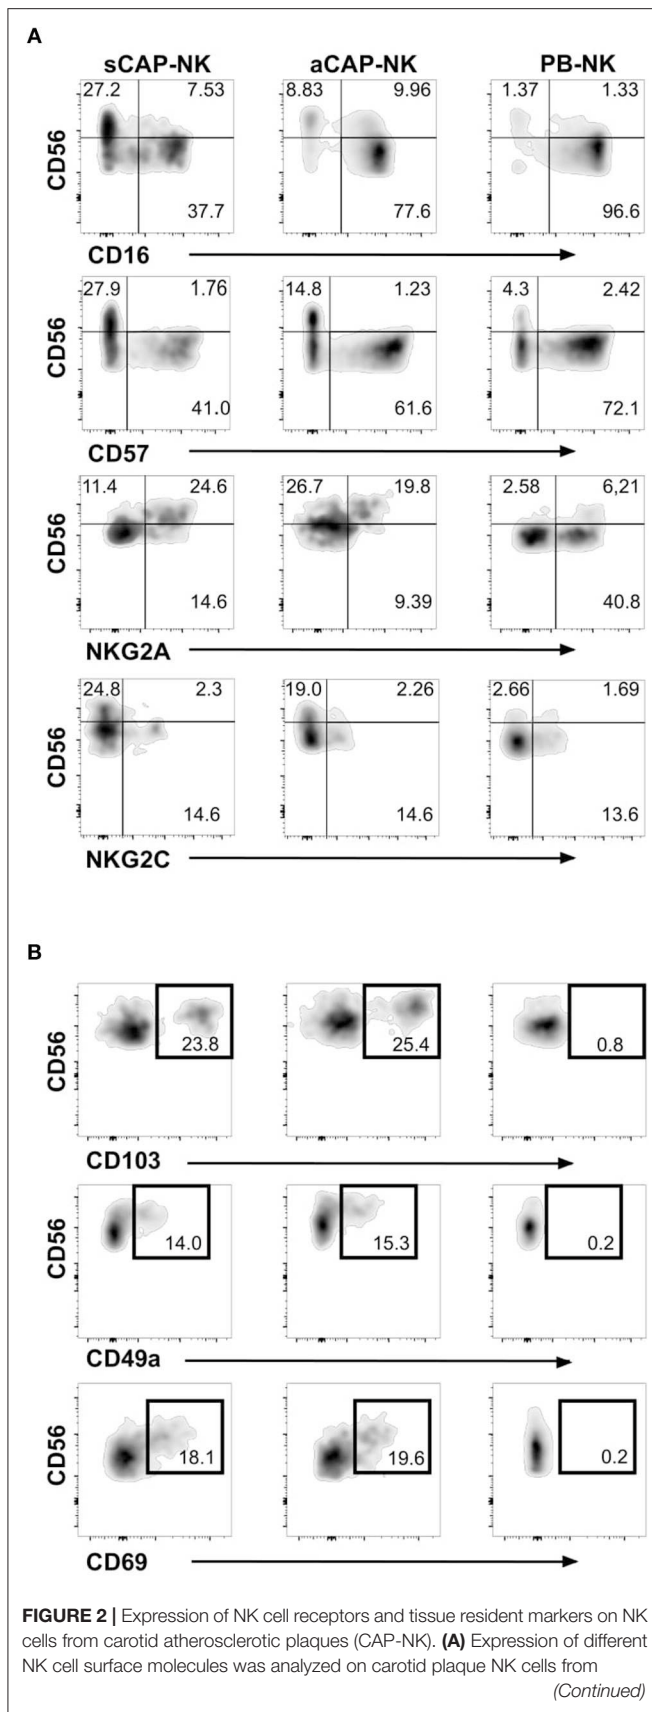 A
sCAP-NK aCAP-NK PB-NK
27.2 7.53 8.83 9.96 1.37 1.33
CD56
37.7 77.6 96.6
CD16
27.9 1.76 14.8 1.23 4.3 2.42
CD56
41.0 61.6 72.1
CD57
11.4 24.6 26.7 19.8 2.58 6,21
CD56
14.6 9.39 40.8
NKG2A
24.8 2.3 19.0 2.26 2.66 1.69
CD56
14.6 14.6 13.6
NKG2C
B
CD56
23.8 25.4 0.8
CD103
CD56
14.0 15.3 0.2
CD49a
CD56
18.1 19.6 0.2
CD69
FIGURE 2 | Expression of NK cell receptors and tissue resident markers on NK
cells from carotid atherosclerotic plaques (CAP-NK). (A) Expression of different
NK cell surface molecules was analyzed on carotid plaque NK cells from
(Continued)